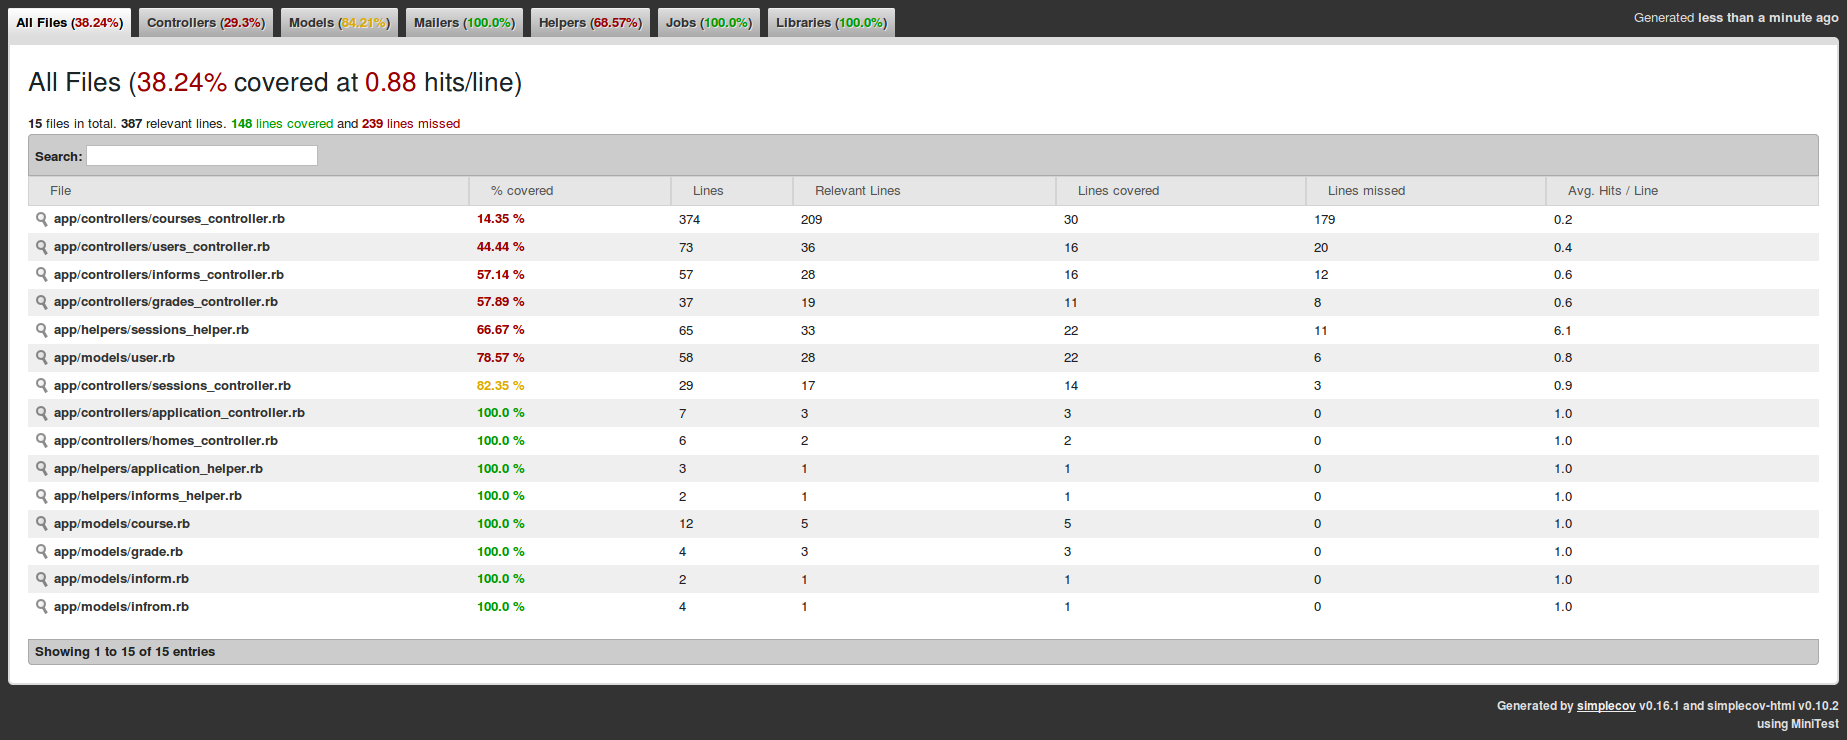 All Files (38.24%) Controllers (29.3%) Models (84.21%) Mailers (100.0%) Helpers (68.57%) Jobs (100.0%) Libraries (100.0%) Generated less than a minute ago
All Files (38.24% covered at 0.88 hits/line)
15 files in total. 387 relevant lines. 148 lines covered and 239 lines missed
Search:
File % covered Lines Relevant Lines Lines covered Lines missed Avg. Hits / Line
app/controllers/courses_controller.rb 14.35 % 374 209 30 179 0.2
app/controllers/users_controller.rb 44.44 % 73 36 16 20 0.4
app/controllers/informs_controller.rb 57.14 % 57 28 16 12 0.6
app/controllers/grades_controller.rb 57.89 % 37 19 11 8 0.6
app/helpers/sessions_helper.rb 66.67 % 65 33 22 11 6.1
app/models/user.rb 78.57 % 58 28 22 6 0.8
app/controllers/sessions_controller.rb 82.35 % 29 17 14 3 0.9
app/controllers/application_controller.rb 100.0 % 7 3 3 0 1.0
app/controllers/homes_controller.rb 100.0 % 6 2 2 0 1.0
app/helpers/application_helper.rb 100.0 % 3 1 1 0 1.0
app/helpers/informs_helper.rb 100.0 % 2 1 1 0 1.0
app/models/course.rb 100.0 % 12 5 5 0 1.0
app/models/grade.rb 100.0 % 4 3 3 0 1.0
app/models/inform.rb 100.0 % 2 1 1 0 1.0
app/models/infrom.rb 100.0 % 4 1 1 0 1.0
Showing 1 to 15 of 15 entries
Generated by simplecov v0.16.1 and simplecov-html v0.10.2
using MiniTest